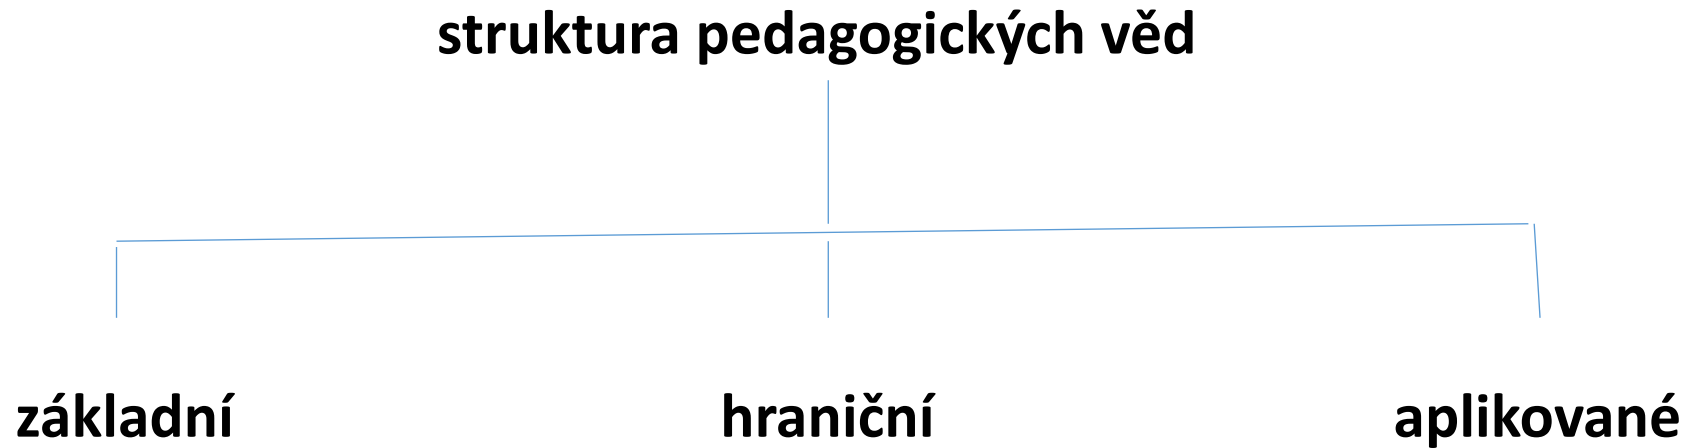 struktura pedagogických věd
základní hraniční aplikované